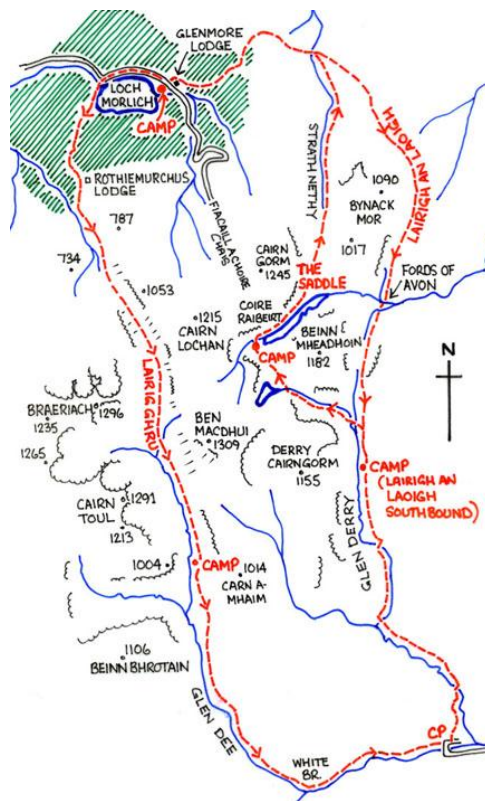 GLENMORE
LODGE
LOCH
MORLICH
CAMP
ROTHIEMURCHUS
LODGE
787
734
1053
FIACAILL A CHOIRE
CHAIS
STRATH NETHY
LAIRIGH AN LAOIGH
1090
BYNACK
MOR
1017
CAIRN
GORM
1245
THE
SADDLE
FORDS OF
AVON
COIRE
RAIBEIRT
1215
CAIRN
LOCHAN
CAMP
BEINN
MHEADHOIN
1182
N
LAIRIG GHRU
BRAERIACH
1296
1235
1265
BEN
MACDHUI
1309
DERRY
CAIRNGORM
1155
CAMP
(LAIRIGH AN
LAOIGH
SOUTHBOUND)
CAIRN
TOUL
1291
1213
GLEN DERRY
1004
CAMP
1014
CARN A-
MHAIM
1106
BEINN BHROTAIN
GLEN DEE
WHITE
BR.
CP